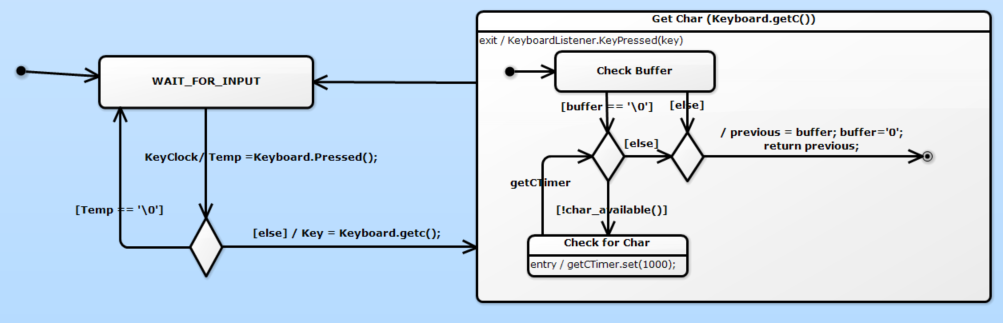 Get Char (Keyboard.getC())
exit / KeyboardListener.KeyPressed(key)
WAIT_FOR_INPUT
Check Buffer
[buffer == '\0']
[else]
/ previous = buffer; buffer='0';
return previous;
[else]
KeyClock/ Temp =Keyboard.Pressed();
getCTimer
[Temp == '\0']
[!char_available()]
[else] / Key = Keyboard.getc();
Check for Char
entry / getCTimer.set(1000);